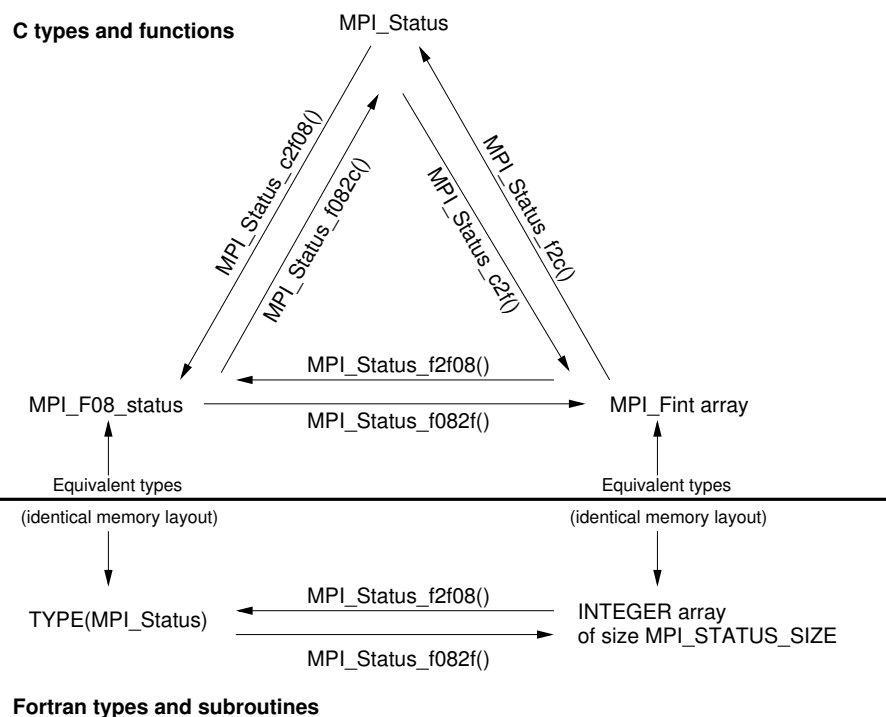 C types and functions
MPI_Status
MPI_Status_c2f08()
MPI_Status_f082c()
MPI_Status_c2f()
MPI_Status_f2c()
MPI_Status_f2f08()
MPI_F08_status
MPI_Fint array
MPI_Status_f082f()
Equivalent types
Equivalent types
(identical memory layout)
(identical memory layout)
MPI_Status_f2f08()
TYPE(MPI_Status)
INTEGER array
of size MPI_STATUS_SIZE
MPI_Status_f082f()
Fortran types and subroutines